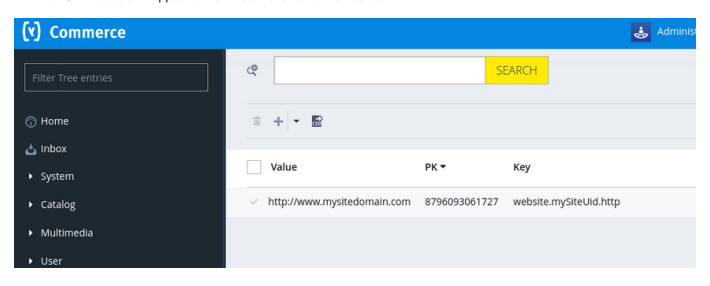 (y) Commerce
Adminis
Filter Tree entries
SEARCH
Home
Inbox
System
Catalog
Multimedia
User
Value PK Key
http://www.mysitedomain.com 8796093061727 website.mySiteUid.http